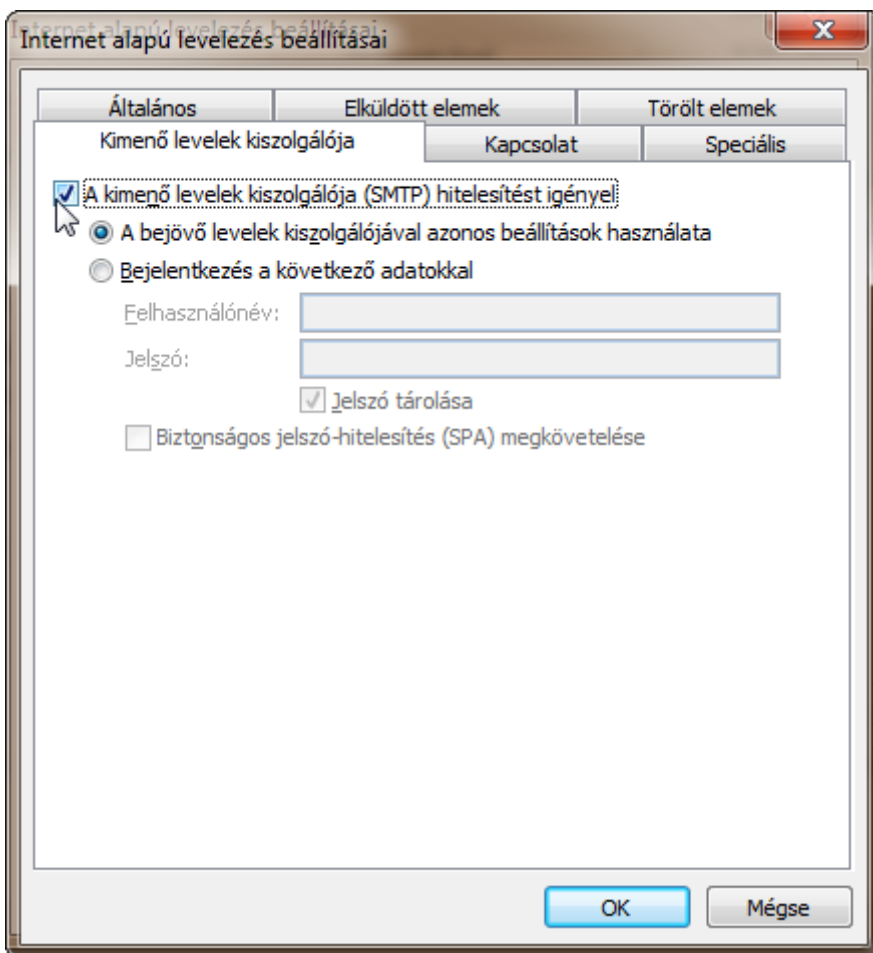 Internet alapú levelezés beállításai
Általános
Elküldött elemek
Törölt elemek
Kimenő levelek kiszolgálója
Kapcsolat
Speciális
A kimenő levelek kiszolgálója (SMTP) hitelesítést igényel
A bejövő levelek kiszolgálójával azonos beállítások használata
Bejelentkezés a következő adatokkal
Felhasználónév:
Jelszó:
Jelszó tárolása
Biztonságos jelszó-hitelesítés (SPA) megkövetelése
OK
Mégse